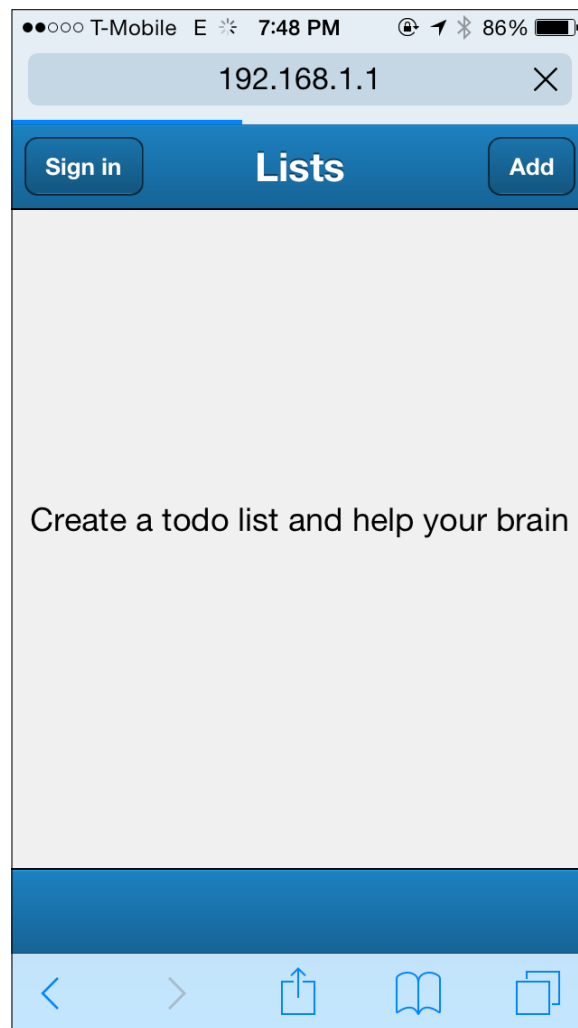 T-Mobile E 7:48 PM 86%
192.168.1.1
Sign in Lists Add
Create a todo list and help your brain